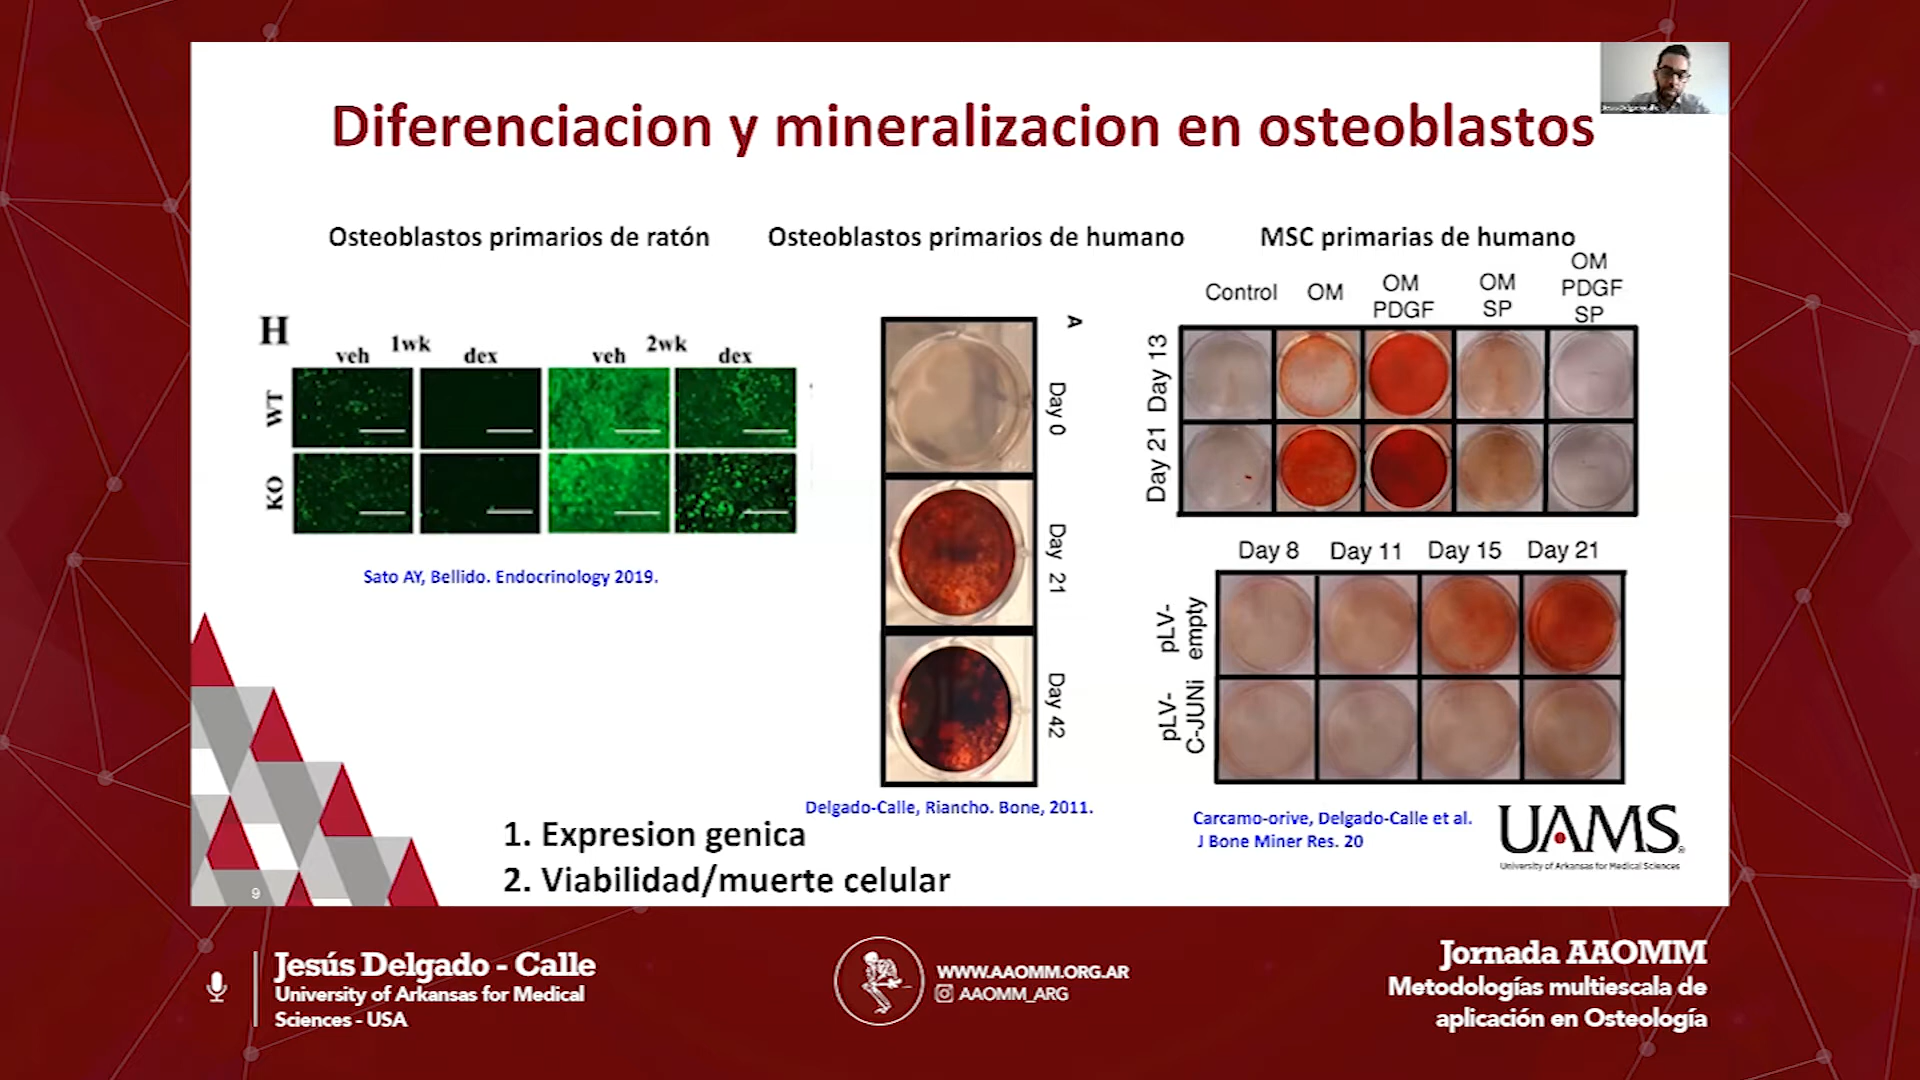 Diferenciacion y mineralizacion en osteoblastos
Osteoblastos primarios de ratón
Osteoblastos primarios de humano
MSC primarias de humano
H
1wk
2wk
veh
dex
veh
dex
WT
KO
Sato AY, Bellido. Endocrinology 2019.
A
Day 0
Day 21
Day 42
Delgado-Calle, Riancho. Bone, 2011.
Control
OM
OM
PDGF
OM
SP
OM
PDGF
SP
Day 13
Day 21
Day 8
Day 11
Day 15
Day 21
pLV-
empty
pLV-
C-JUNi
Carcamo-orive, Delgado-Calle et al.
J Bone Miner Res. 20
1. Expresion genica
2. Viabilidad/muerte celular
UAMS
University of Arkansas for Medical Sciences
9
Jesús Delgado - Calle
University of Arkansas for Medical
Sciences - USA
WWW.AAOMM.ORG.AR
AAOMM_ARG
Jornada AAOMM
Metodologías multiescala de
aplicación en Osteología